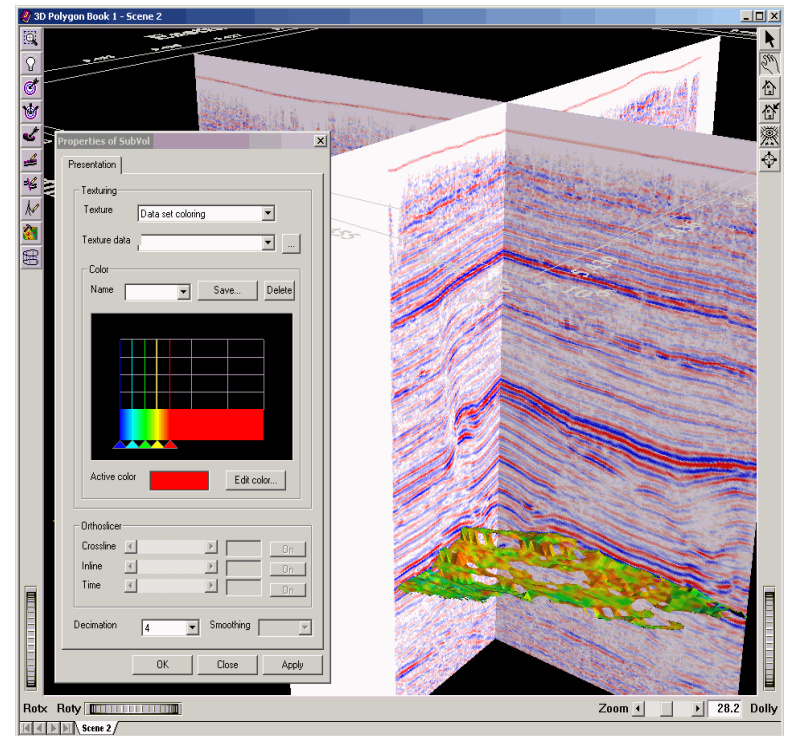 3D Polygon Book 1 - Scene 2
Properties of SubVol
Presentation
Texturing
Texture
Data set coloring
Texture data
...
Color
Name
Save...
Delete
Active color
Edit color...
Orthoslicer
Crossline
On
Inline
On
Time
On
Decimation
4
Smoothing
OK
Close
Apply
Rotx
Roty
Zoom
28.2
Dolly
Scene 2